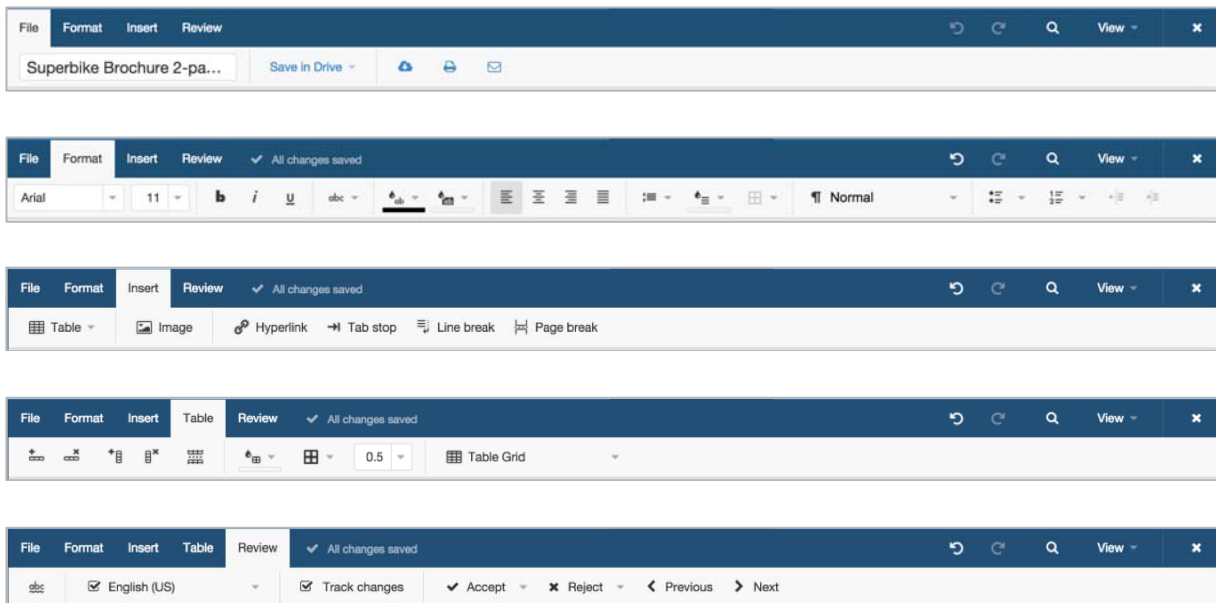 File Format Insert Review View
Superbike Brochure 2-pa... Save in Drive
File Format Insert Review All changes saved View
Arial 11 b i u abc ab ab ¶ Normal
File Format Insert Review All changes saved View
Table Image Hyperlink Tab stop Line break Page break
File Format Insert Table Review All changes saved View
0.5 Table Grid
File Format Insert Table Review All changes saved View
abc English (US) Track changes Accept Reject Previous Next